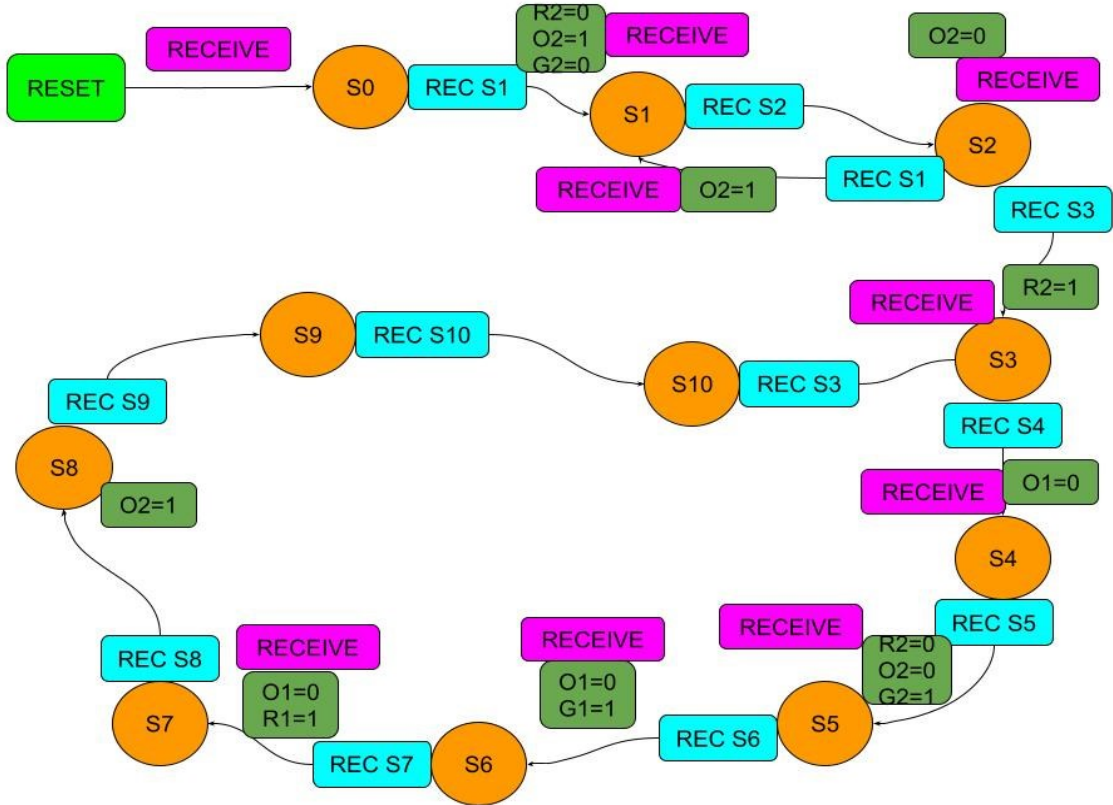 RESET
RECEIVE
S0
REC S1
R2=0
O2=1
G2=0
RECEIVE
S1
REC S2
O2=0
RECEIVE
S2
RECEIVE
O2=1
REC S1
REC S3
R2=1
RECEIVE
S3
REC S4
RECEIVE
O1=0
S4
REC S5
RECEIVE
R2=0
O2=0
G2=1
S5
REC S6
RECEIVE
O1=0
G1=1
S6
REC S7
RECEIVE
O1=0
R1=1
S7
REC S8
S8
O2=1
REC S9
S9
REC S10
S10
REC S3